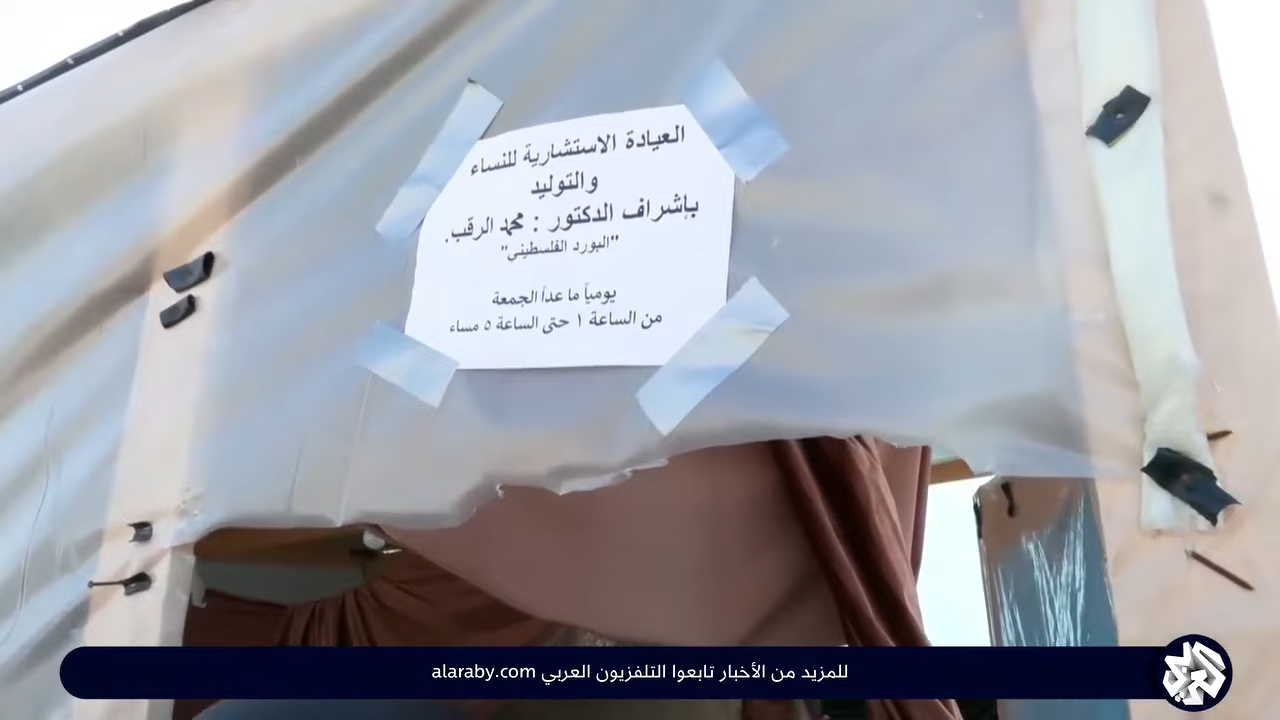 العيادة الاستشارية للنساء
والتوليد
بإشراف الدكتور : محمد الرقب.
"البورد الفلسطيني"
يومياً ما عدا الجمعة
من الساعة ١ حتى الساعة ٥ مساء
للمزيد من الأخبار تابعوا التلفزيون العربي alaraby.com